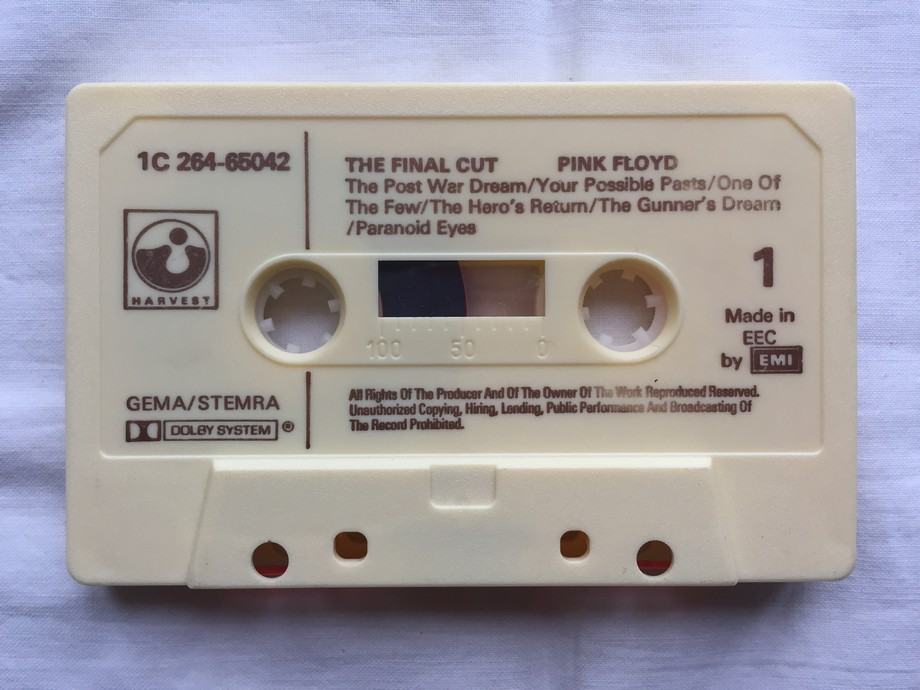 1C 264-65042
HARVEST
GEMA/STEMRA
DOLBY SYSTEM ®
THE FINAL CUT PINK FLOYD
The Post War Dream/Your Possible Pasts/One Of
The Few/The Hero's Return/The Gunner's Dream
/Paranoid Eyes
100 50 0
1
Made in
EEC
by EMI
All Rights Of The Producer And Of The Owner Of The Work Reproduced Reserved.
Unauthorized Copying, Hiring, Lending, Public Performance And Broadcasting Of
The Record Prohibited.